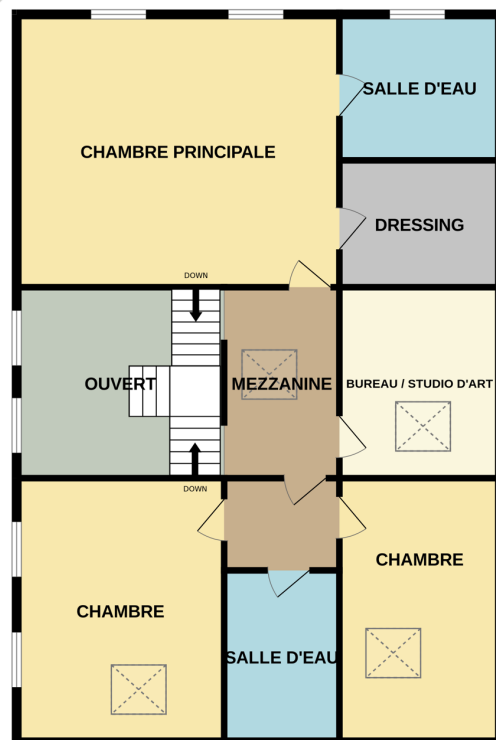 SALLE D'EAU
CHAMBRE PRINCIPALE
DRESSING
DOWN
OUVERT
MEZZANINE
BUREAU / STUDIO D'ART
DOWN
CHAMBRE
CHAMBRE
SALLE D'EAU